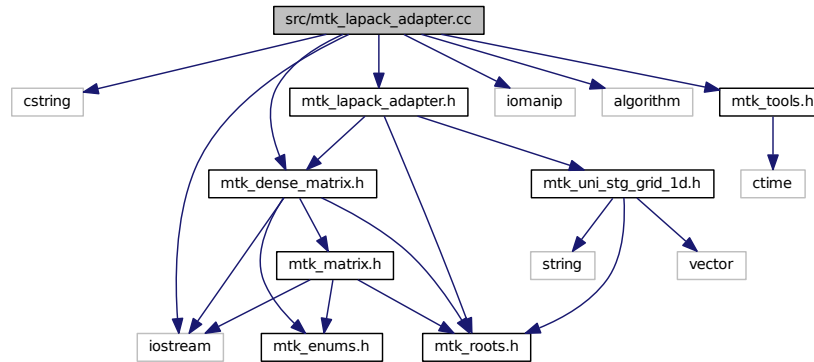 src/mtk_lapack_adapter.cc
cstring
mtk_lapack_adapter.h
iomanip
algorithm
mtk_tools.h
mtk_dense_matrix.h
mtk_uni_stg_grid_1d.h
ctime
mtk_matrix.h
string
vector
iostream
mtk_enums.h
mtk_roots.h